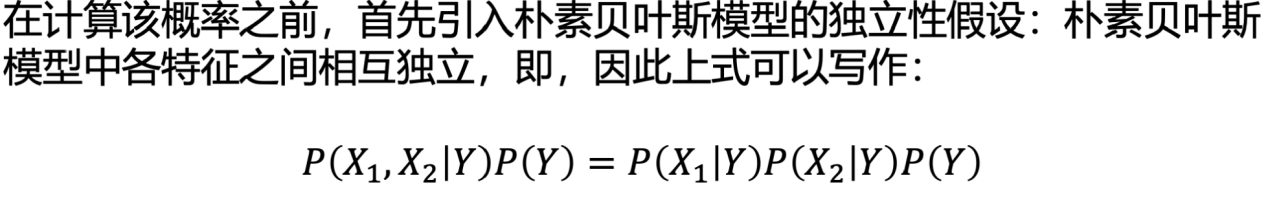 在计算该概率之前，首先引入朴素贝叶斯模型的独立性假设：朴素贝叶斯
模型中各特征之间相互独立，即，因此上式可以写作：
P(X₁, X₂|Y)P(Y) = P(X₁|Y)P(X₂|Y)P(Y)